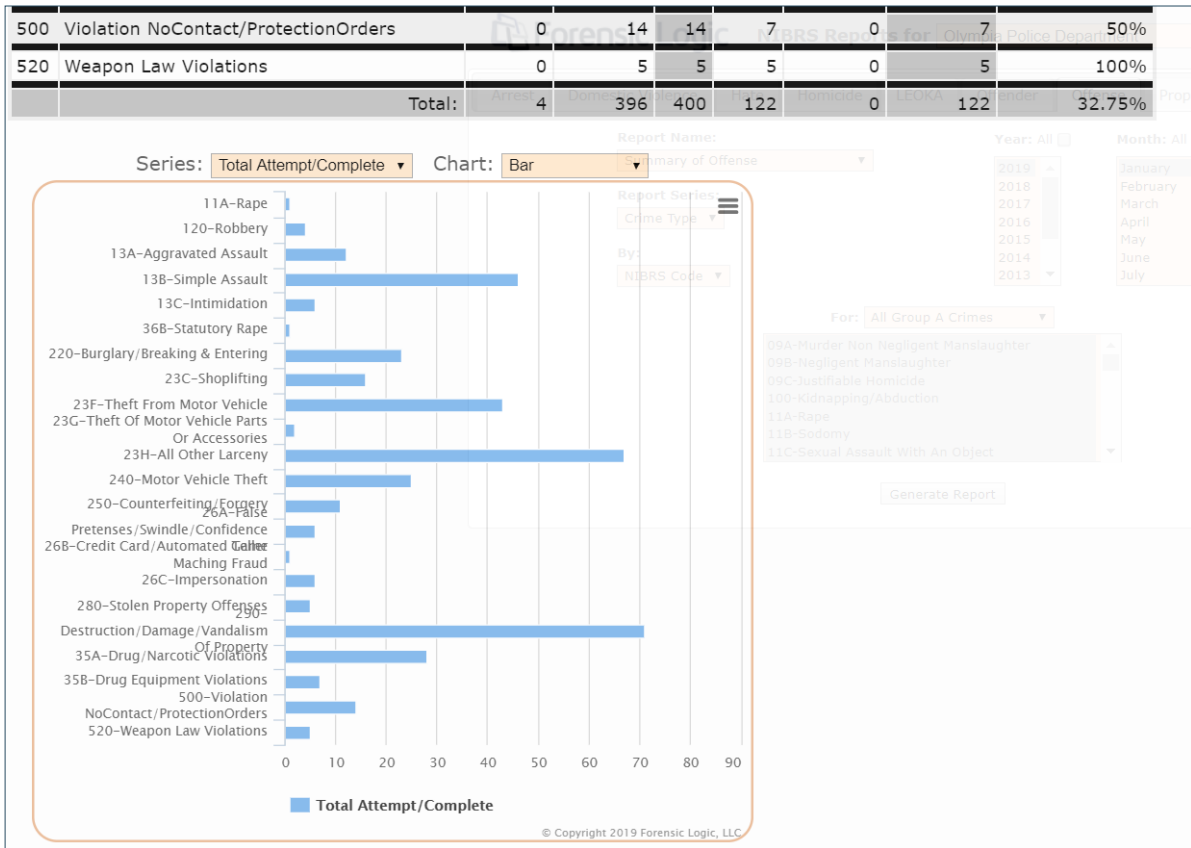 500 Violation NoContact/ProtectionOrders 0 14 14 7 0 7 50%
Forensic Logic NIBRS Reports for Olympia Police Department
520 Weapon Law Violations 0 5 5 5 0 5 100%
Total: 4 396 400 122 0 122 32.75%
Arrest Domestic Violence Hate Homicide LEOKA Offender Offense Prop
Report Name: Year: All Month: All
Series: Total Attempt/Complete Chart: Bar
Summary of Offense
2019 January
2018 February
2017 March
2016 April
2015 May
2014 June
2013 July
Report Series:
Crime Type
By:
NIBRS Code
For: All Group A Crimes
09A-Murder Non Negligent Manslaughter
09B-Negligent Manslaughter
09C-Justifiable Homicide
100-Kidnapping/Abduction
11A-Rape
11B-Sodomy
11C-Sexual Assault With An Object
Generate Report
11A-Rape
120-Robbery
13A-Aggravated Assault
13B-Simple Assault
13C-Intimidation
36B-Statutory Rape
220-Burglary/Breaking & Entering
23C-Shoplifting
23F-Theft From Motor Vehicle
23G-Theft Of Motor Vehicle Parts
Or Accessories
23H-All Other Larceny
240-Motor Vehicle Theft
250-Counterfeiting/Forgery
26A-False
Pretenses/Swindle/Confidence
Game
26B-Credit Card/Automated Teller
Maching Fraud
26C-Impersonation
280-Stolen Property Offenses
290-
Destruction/Damage/Vandalism
Of Property
35A-Drug/Narcotic Violations
35B-Drug Equipment Violations
500-Violation
NoContact/ProtectionOrders
520-Weapon Law Violations
0 10 20 30 40 50 60 70 80 90
Total Attempt/Complete
© Copyright 2019 Forensic Logic, LLC